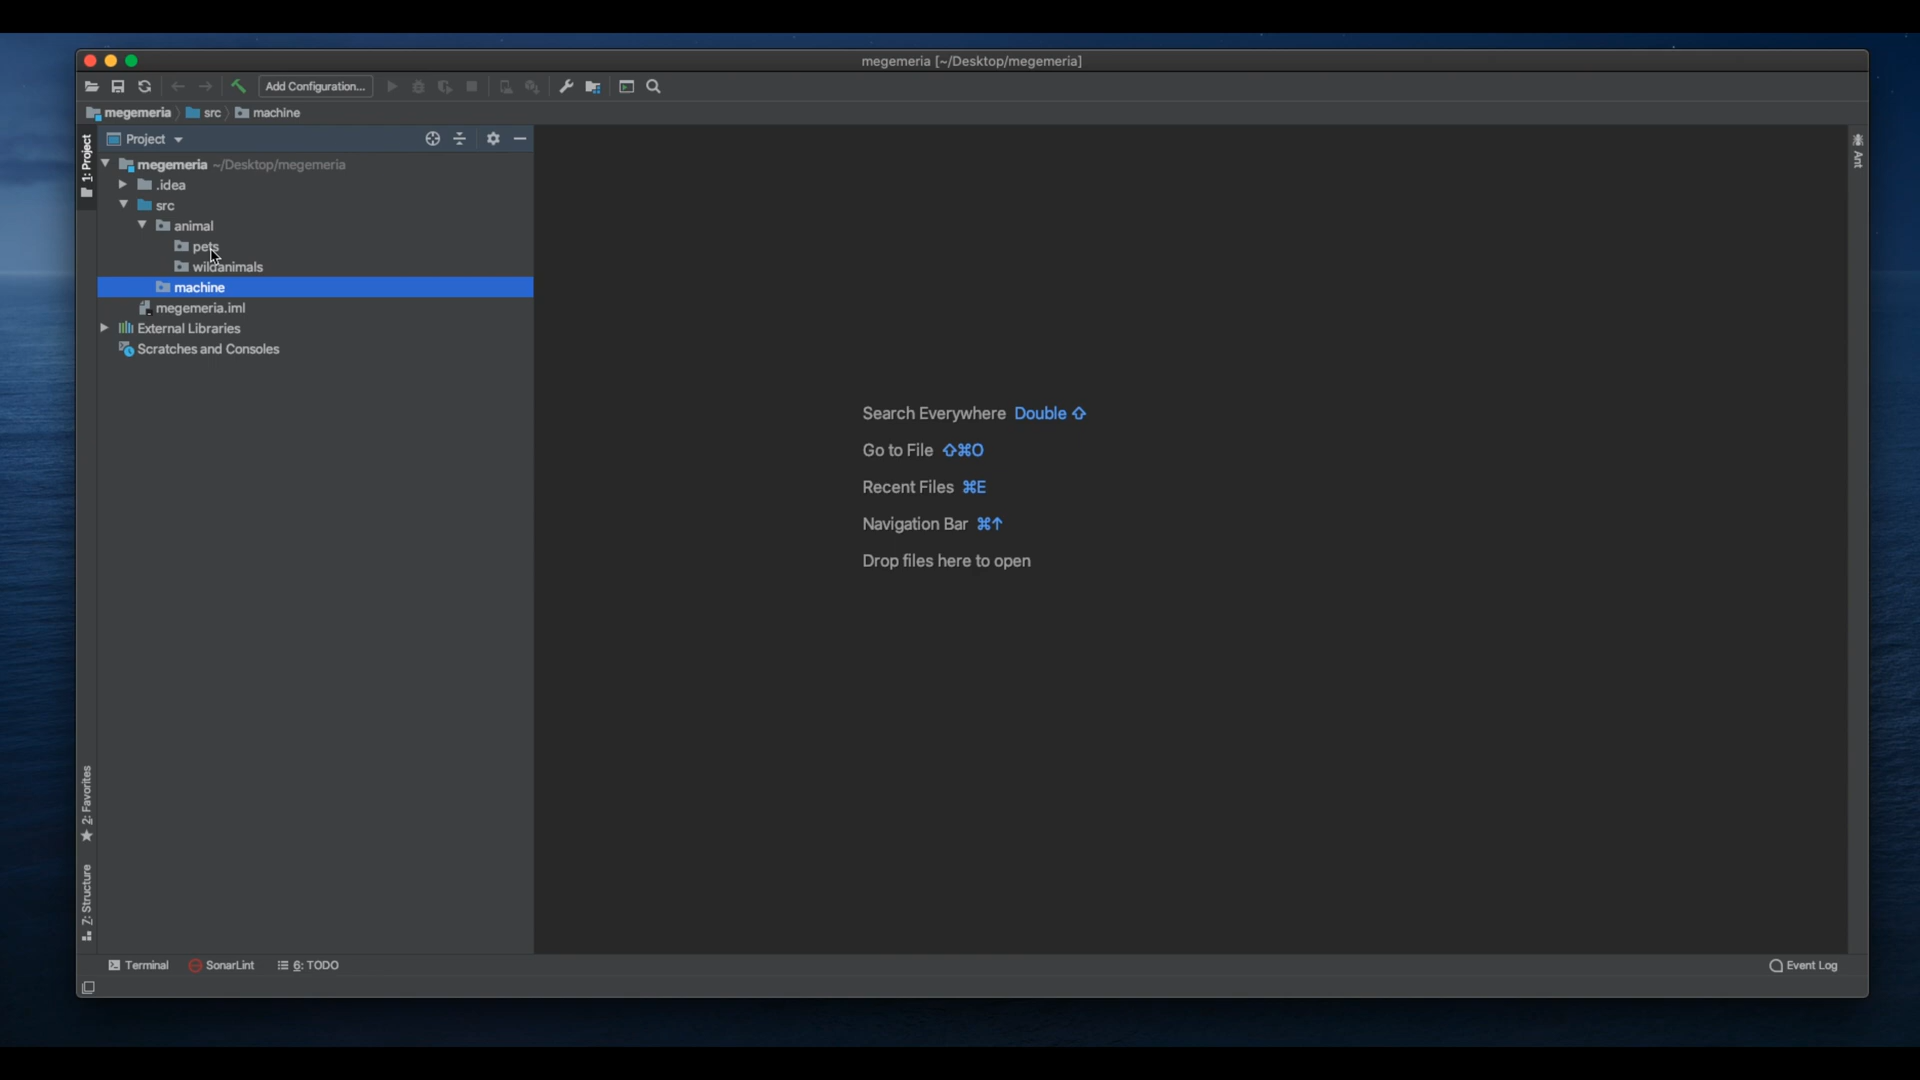 megemeria [~/Desktop/megemeria]
Add Configuration...
megemeria src machine
1: Project
Project
megemeria ~/Desktop/megemeria
.idea
src
animal
pets
wildanimals
machine
megemeria.iml
External Libraries
Scratches and Consoles
Search Everywhere Double ⇧
Go to File ⇧⌘O
Recent Files ⌘E
Navigation Bar ⌘↑
Drop files here to open
Ant
2: Favorites
7: Structure
Terminal SonarLint 6: TODO Event Log